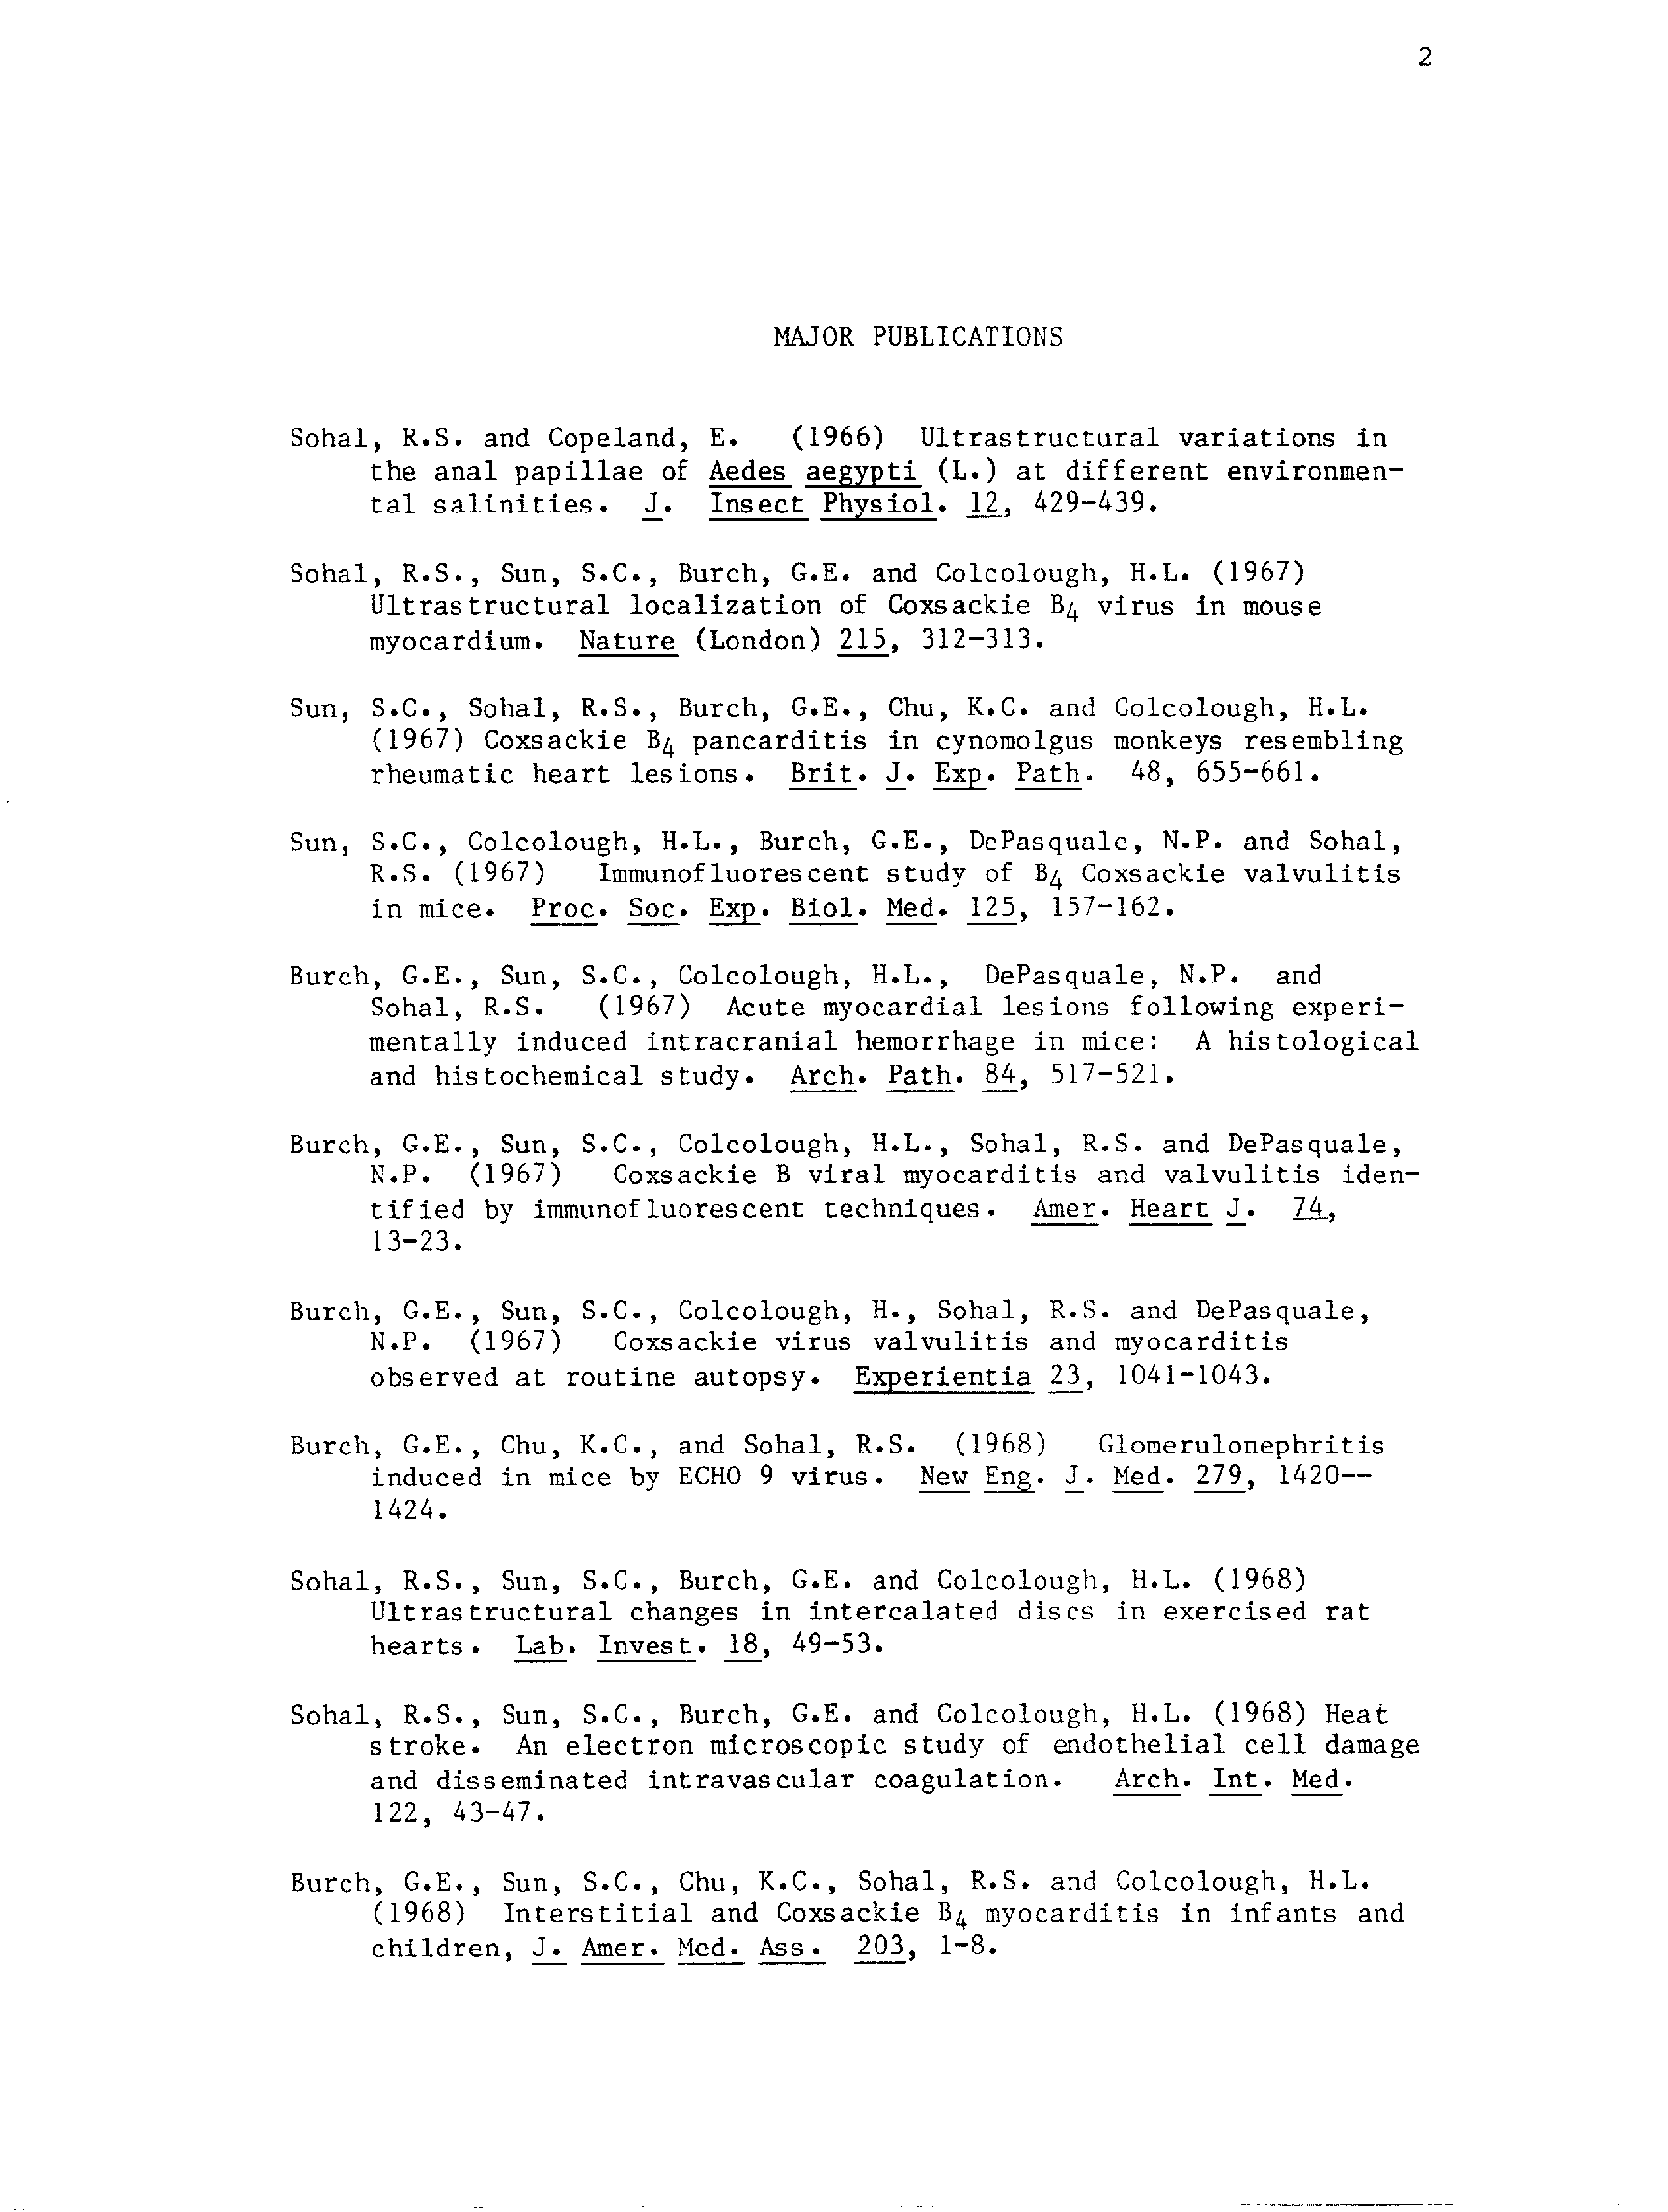 2
MAJOR PUBLICATIONS
Sohal, R.S. and Copeland, E. (1966) Ultrastructural variations in
the anal papillae of Aedes aegypti (L.) at different environmen-
tal salinities. J. Insect Physiol. 12, 429-439.
Sohal, R.S., Sun, S.C., Burch, G.E. and Colcolough, H.L. (1967)
Ultrastructural localization of Coxsackie B4 virus in mouse
myocardium. Nature (London) 215, 312-313.
Sun, S.C., Sohal, R.S., Burch, G.E., Chu, K.C. and Colcolough, H.L.
(1967) Coxsackie B4 pancarditis in cynomolgus monkeys resembling
rheumatic heart lesions. Brit. J. Exp. Path. 48, 655-661.
Sun, S.C., Colcolough, H.L., Burch, G.E., DePasquale, N.P. and Sohal,
R.S. (1967) Immunofluorescent study of B4 Coxsackie valvulitis
in mice. Proc. Soc. Exp. Biol. Med. 125, 157-162.
Burch, G.E., Sun, S.C., Colcolough, H.L., DePasquale, N.P. and
Sohal, R.S. (1967) Acute myocardial lesions following experi-
mentally induced intracranial hemorrhage in mice: A histological
and histochemical study. Arch. Path. 84, 517-521.
Burch, G.E., Sun, S.C., Colcolough, H.L., Sohal, R.S. and DePasquale,
N.P. (1967) Coxsackie B viral myocarditis and valvulitis iden-
tified by immunofluorescent techniques. Amer. Heart J. 74,
13-23.
Burch, G.E., Sun, S.C., Colcolough, H., Sohal, R.S. and DePasquale,
N.P. (1967) Coxsackie virus valvulitis and myocarditis
observed at routine autopsy. Experientia 23, 1041-1043.
Burch, G.E., Chu, K.C., and Sohal, R.S. (1968) Glomerulonephritis
induced in mice by ECHO 9 virus. New Eng. J. Med. 279, 1420--
1424.
Sohal, R.S., Sun, S.C., Burch, G.E. and Colcolough, H.L. (1968)
Ultrastructural changes in intercalated discs in exercised rat
hearts. Lab. Invest. 18, 49-53.
Sohal, R.S., Sun, S.C., Burch, G.E. and Colcolough, H.L. (1968) Heat
stroke. An electron microscopic study of endothelial cell damage
and disseminated intravascular coagulation. Arch. Int. Med.
122, 43-47.
Burch, G.E., Sun, S.C., Chu, K.C., Sohal, R.S. and Colcolough, H.L.
(1968) Interstitial and Coxsackie B4 myocarditis in infants and
children, J. Amer. Med. Ass. 203, 1-8.